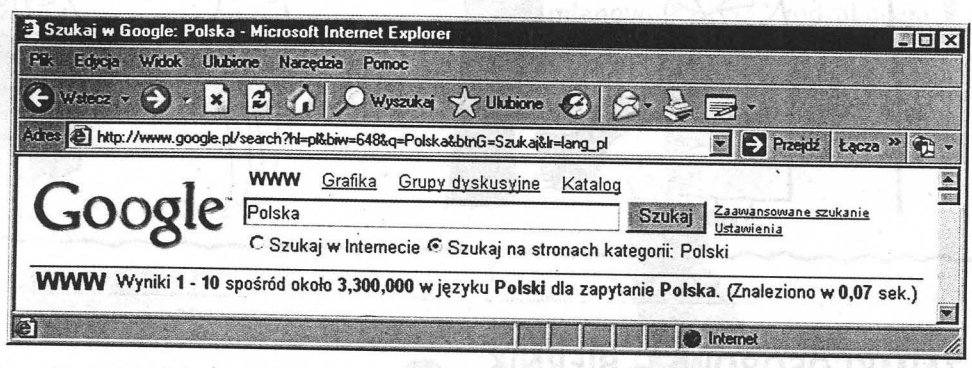 Szukaj w Google: Polska - Microsoft Internet Explorer
Plik Edycja Widok Ulubione Narzędzia Pomoc
Wstecz Wyszukaj Ulubione
Adres http://www.google.pl/search?hl=pl&biw=648&q=Polska&btnG=Szukaj&lr=lang_pl Przejdź Łącza »
WWW Grafika Grupy dyskusyjne Katalog
Google Polska Szukaj Zaawansowane szukanie
Ustawienia
Szukaj w Internecie Szukaj na stronach kategorii: Polski
WWW Wyniki 1 - 10 spośród około 3,300,000 w języku Polski dla zapytanie Polska. (Znaleziono w 0,07 sek.)
Internet